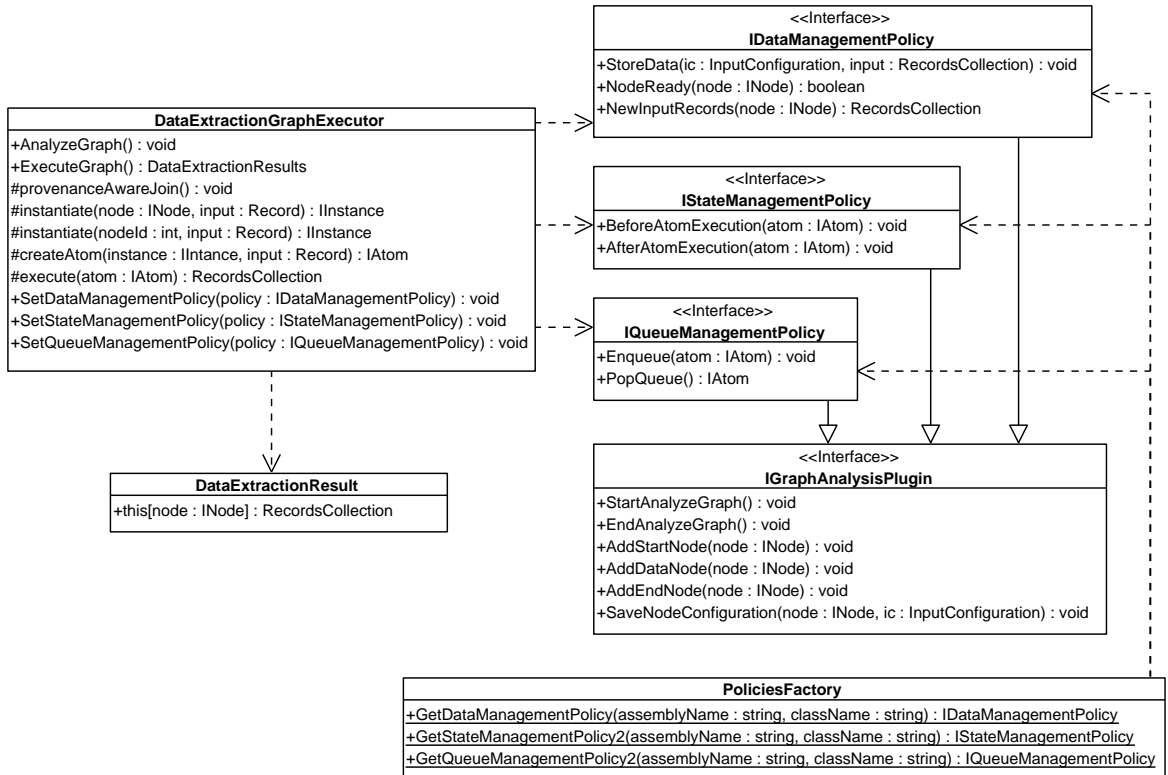 <<Interface>>
IDataManagementPolicy
+StoreData(ic : InputConfiguration, input : RecordsCollection) : void
+NodeReady(node : INode) : boolean
+NewInputRecords(node : INode) : RecordsCollection
DataExtractionGraphExecutor
+AnalyzeGraph() : void
+ExecuteGraph() : DataExtractionResults
#provenanceAwareJoin() : void
#instantiate(node : INode, input : Record) : IInstance
#instantiate(nodeId : int, input : Record) : IInstance
#createAtom(instance : IIntance, input : Record) : IAtom
#execute(atom : IAtom) : RecordsCollection
+SetDataManagementPolicy(policy : IDataManagementPolicy) : void
+SetStateManagementPolicy(policy : IStateManagementPolicy) : void
+SetQueueManagementPolicy(policy : IQueueManagementPolicy) : void
<<Interface>>
IStateManagementPolicy
+BeforeAtomExecution(atom : IAtom) : void
+AfterAtomExecution(atom : IAtom) : void
<<Interface>>
IQueueManagementPolicy
+Enqueue(atom : IAtom) : void
+PopQueue() : IAtom
DataExtractionResult
+this[node : INode] : RecordsCollection
<<Interface>>
IGraphAnalysisPlugin
+StartAnalyzeGraph() : void
+EndAnalyzeGraph() : void
+AddStartNode(node : INode) : void
+AddDataNode(node : INode) : void
+AddEndNode(node : INode) : void
+SaveNodeConfiguration(node : INode, ic : InputConfiguration) : void
PoliciesFactory
+GetDataManagementPolicy(assemblyName : string, className : string) : IDataManagementPolicy
+GetStateManagementPolicy2(assemblyName : string, className : string) : IStateManagementPolicy
+GetQueueManagementPolicy2(assemblyName : string, className : string) : IQueueManagementPolicy